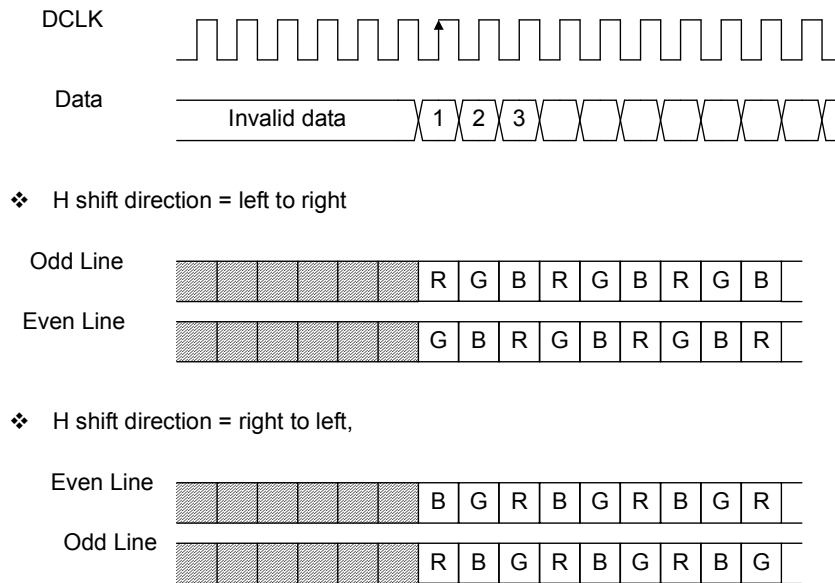 DCLK
Data
Invalid data 1 2 3
❖ H shift direction = left to right
Odd Line R G B R G B R G B
Even Line G B R G B R G B R
❖ H shift direction = right to left,
Even Line B G R B G R B G R
Odd Line R B G R B G R B G